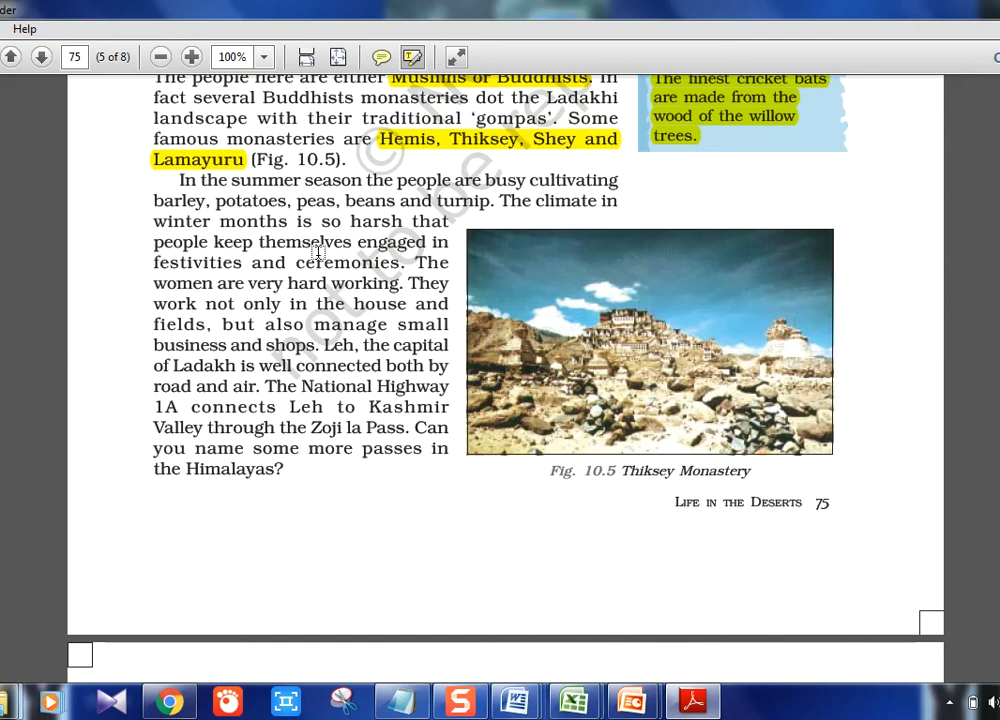 der
Help
75 (5 of 8) 100%
The people here are either Muslims or Buddhists. In
fact several Buddhists monasteries dot the Ladakhi
landscape with their traditional ‘gompas’. Some
famous monasteries are Hemis, Thiksey, Shey and
Lamayuru (Fig. 10.5).
In the summer season the people are busy cultivating
barley, potatoes, peas, beans and turnip. The climate in
winter months is so harsh that
people keep themselves engaged in
festivities and ceremonies. The
women are very hard working. They
work not only in the house and
fields, but also manage small
business and shops. Leh, the capital
of Ladakh is well connected both by
road and air. The National Highway
1A connects Leh to Kashmir
Valley through the Zoji la Pass. Can
you name some more passes in
the Himalayas?
The finest cricket bats
are made from the
wood of the willow
trees.
Fig. 10.5 Thiksey Monastery
LIFE IN THE DESERTS 75
© N
not to be rep